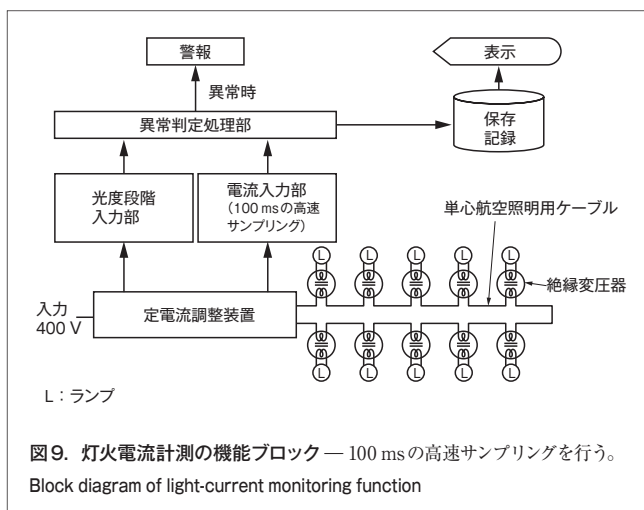 警報
表示
異常時
異常判定処理部
保存
記録
光度段階
入力部
電流入力部
(100 msの高速
サンプリング)
単心航空照明用ケーブル
L L L L L
絶縁変圧器
入力
400 V
定電流調整装置
L L L L L
L:ランプ
図9. 灯火電流計測の機能ブロック — 100 msの高速サンプリングを行う。
Block diagram of light-current monitoring function